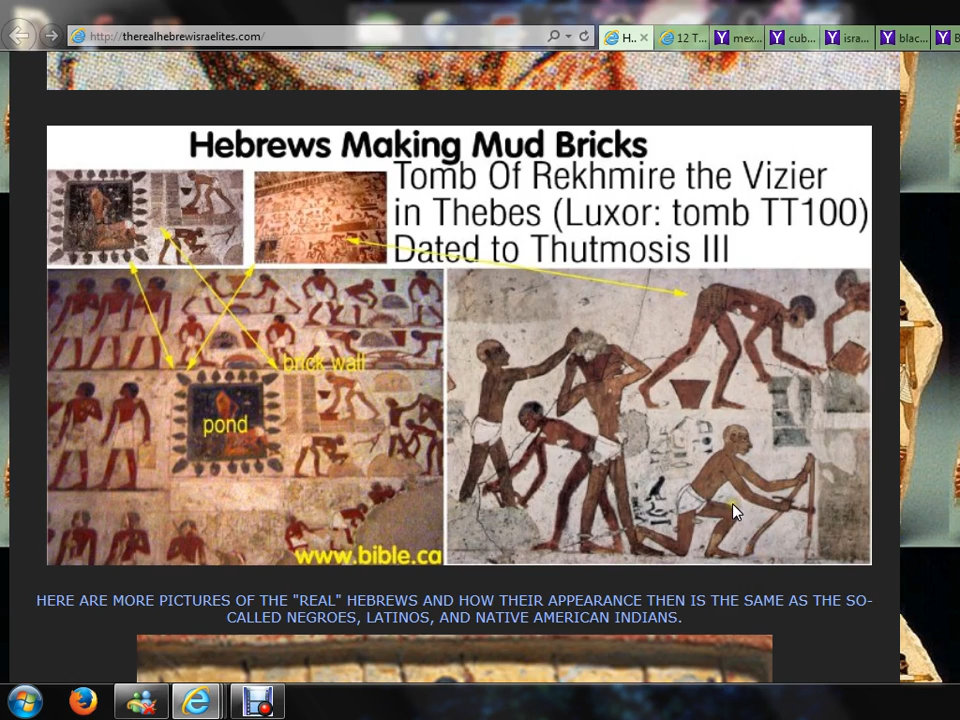 http://therealhebrewisraelites.com/
H..
12 T...
mex...
cub...
isra...
blac...
B
Hebrews Making Mud Bricks
Tomb Of Rekhmire the Vizier
in Thebes (Luxor: tomb TT100)
Dated to Thutmosis III
brick wall
pond
www.bible.ca
HERE ARE MORE PICTURES OF THE "REAL" HEBREWS AND HOW THEIR APPEARANCE THEN IS THE SAME AS THE SO-
CALLED NEGROES, LATINOS, AND NATIVE AMERICAN INDIANS.